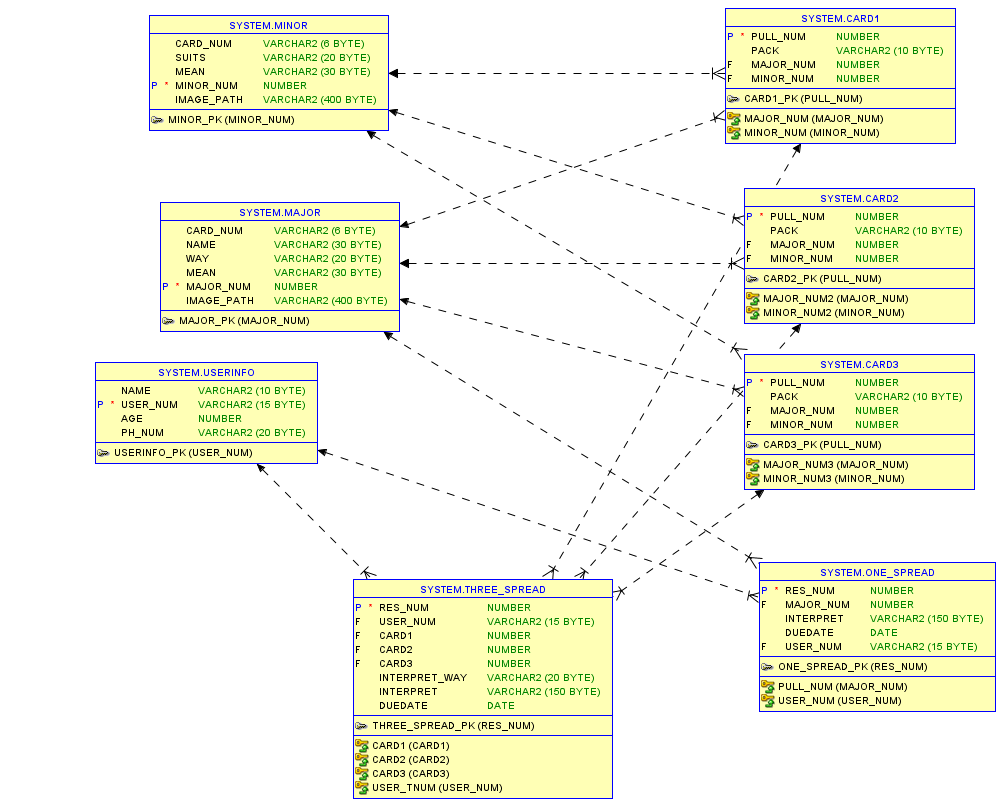 SYSTEM.MINOR
CARD_NUM VARCHAR2 (6 BYTE)
SUITS VARCHAR2 (20 BYTE)
MEAN VARCHAR2 (30 BYTE)
P * MINOR_NUM NUMBER
IMAGE_PATH VARCHAR2 (400 BYTE)
MINOR_PK (MINOR_NUM)
SYSTEM.CARD1
P * PULL_NUM NUMBER
PACK VARCHAR2 (10 BYTE)
F MAJOR_NUM NUMBER
F MINOR_NUM NUMBER
CARD1_PK (PULL_NUM)
MAJOR_NUM (MAJOR_NUM)
MINOR_NUM (MINOR_NUM)
SYSTEM.MAJOR
CARD_NUM VARCHAR2 (6 BYTE)
NAME VARCHAR2 (30 BYTE)
WAY VARCHAR2 (20 BYTE)
MEAN VARCHAR2 (30 BYTE)
P * MAJOR_NUM NUMBER
IMAGE_PATH VARCHAR2 (400 BYTE)
MAJOR_PK (MAJOR_NUM)
SYSTEM.CARD2
P * PULL_NUM NUMBER
PACK VARCHAR2 (10 BYTE)
F MAJOR_NUM NUMBER
F MINOR_NUM NUMBER
CARD2_PK (PULL_NUM)
MAJOR_NUM2 (MAJOR_NUM)
MINOR_NUM2 (MINOR_NUM)
SYSTEM.USERINFO
NAME VARCHAR2 (10 BYTE)
P * USER_NUM VARCHAR2 (15 BYTE)
AGE NUMBER
PH_NUM VARCHAR2 (20 BYTE)
USERINFO_PK (USER_NUM)
SYSTEM.CARD3
P * PULL_NUM NUMBER
PACK VARCHAR2 (10 BYTE)
F MAJOR_NUM NUMBER
F MINOR_NUM NUMBER
CARD3_PK (PULL_NUM)
MAJOR_NUM3 (MAJOR_NUM)
MINOR_NUM3 (MINOR_NUM)
SYSTEM.THREE_SPREAD
P * RES_NUM NUMBER
F USER_NUM VARCHAR2 (15 BYTE)
F CARD1 NUMBER
F CARD2 NUMBER
F CARD3 NUMBER
INTERPRET_WAY VARCHAR2 (20 BYTE)
INTERPRET VARCHAR2 (150 BYTE)
DUEDATE DATE
THREE_SPREAD_PK (RES_NUM)
CARD1 (CARD1)
CARD2 (CARD2)
CARD3 (CARD3)
USER_TNUM (USER_NUM)
SYSTEM.ONE_SPREAD
P * RES_NUM NUMBER
F MAJOR_NUM NUMBER
INTERPRET VARCHAR2 (150 BYTE)
DUEDATE DATE
F USER_NUM VARCHAR2 (15 BYTE)
ONE_SPREAD_PK (RES_NUM)
PULL_NUM (MAJOR_NUM)
USER_NUM (USER_NUM)